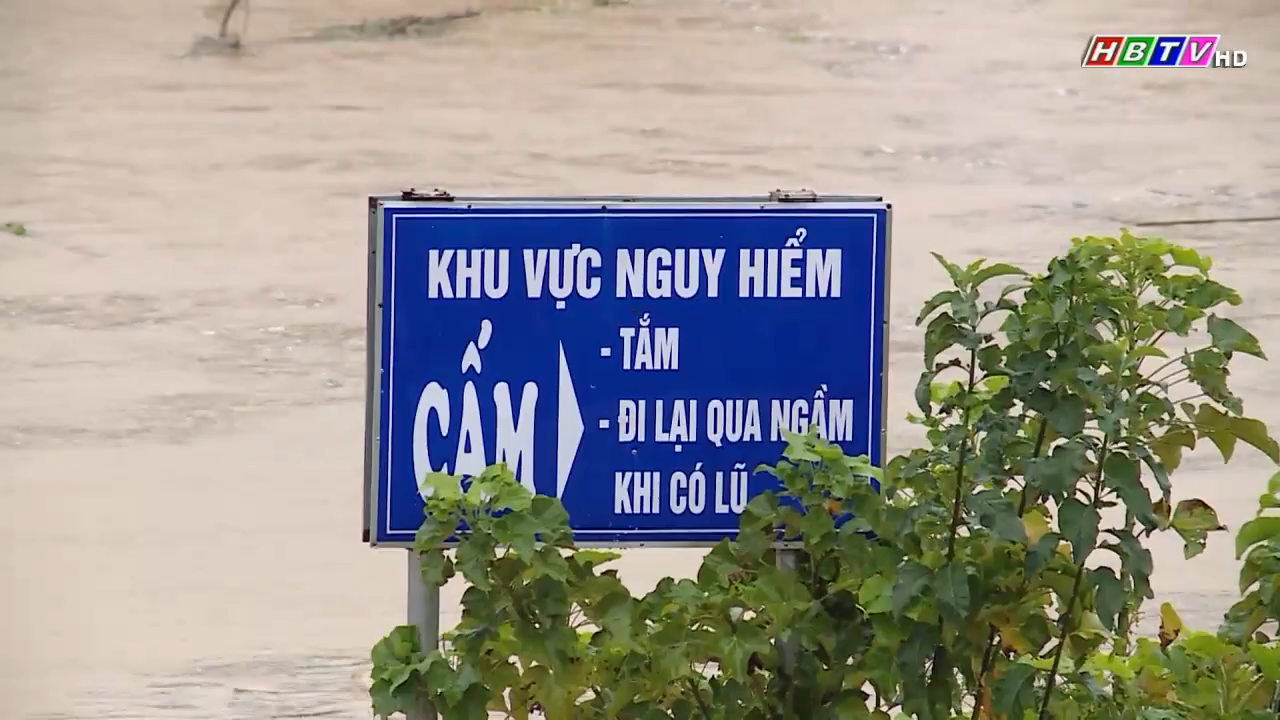 HBTV HD
KHU VỰC NGUY HIỂM
CẤM
- TẮM
- ĐI LẠI QUA NGẦM
KHI CÓ LŨ